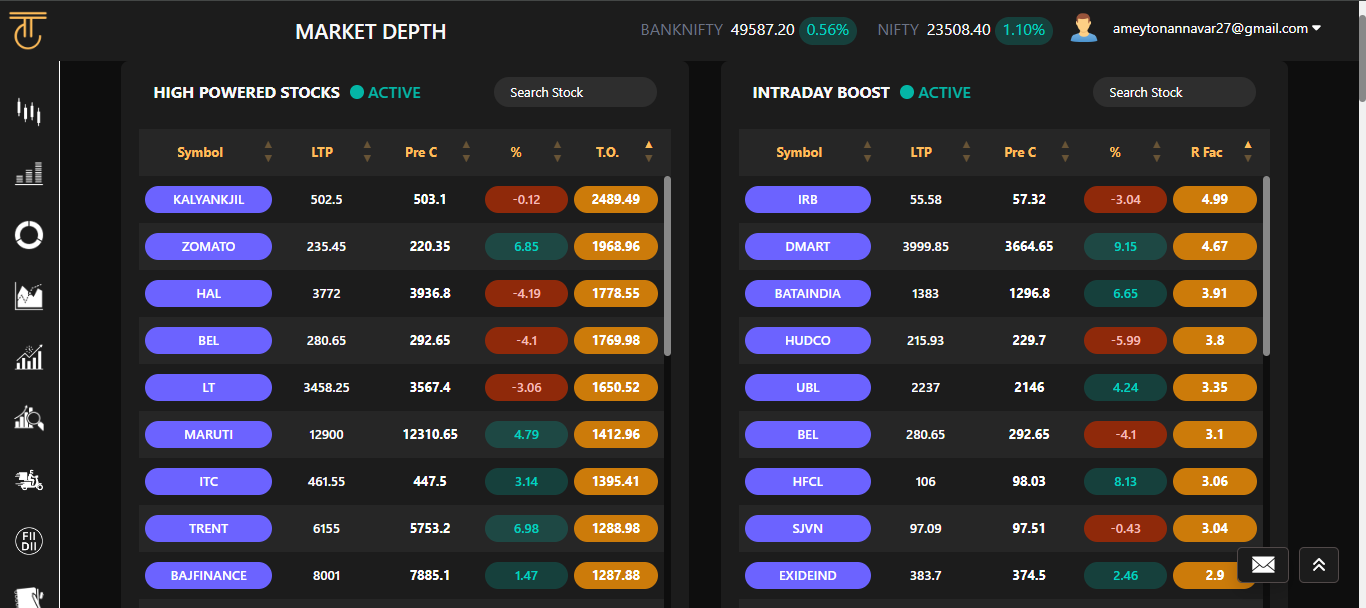 MARKET DEPTH BANKNIFTY 49587.20 0.56% NIFTY 23508.40 1.10% ameytonannavar27@gmail.com
HIGH POWERED STOCKS ACTIVE Search Stock
Symbol LTP Pre C % T.O.
KALYANKJIL 502.5 503.1 -0.12 2489.49
ZOMATO 235.45 220.35 6.85 1968.96
HAL 3772 3936.8 -4.19 1778.55
BEL 280.65 292.65 -4.1 1769.98
LT 3458.25 3567.4 -3.06 1650.52
MARUTI 12900 12310.65 4.79 1412.96
ITC 461.55 447.5 3.14 1395.41
TRENT 6155 5753.2 6.98 1288.98
BAJFINANCE 8001 7885.1 1.47 1287.88
INTRADAY BOOST ACTIVE Search Stock
Symbol LTP Pre C % R Fac
IRB 55.58 57.32 -3.04 4.99
DMART 3999.85 3664.65 9.15 4.67
BATAINDIA 1383 1296.8 6.65 3.91
HUDCO 215.93 229.7 -5.99 3.8
UBL 2237 2146 4.24 3.35
BEL 280.65 292.65 -4.1 3.1
HFCL 106 98.03 8.13 3.06
SJVN 97.09 97.51 -0.43 3.04
EXIDEIND 383.7 374.5 2.46 2.9
FII
DII